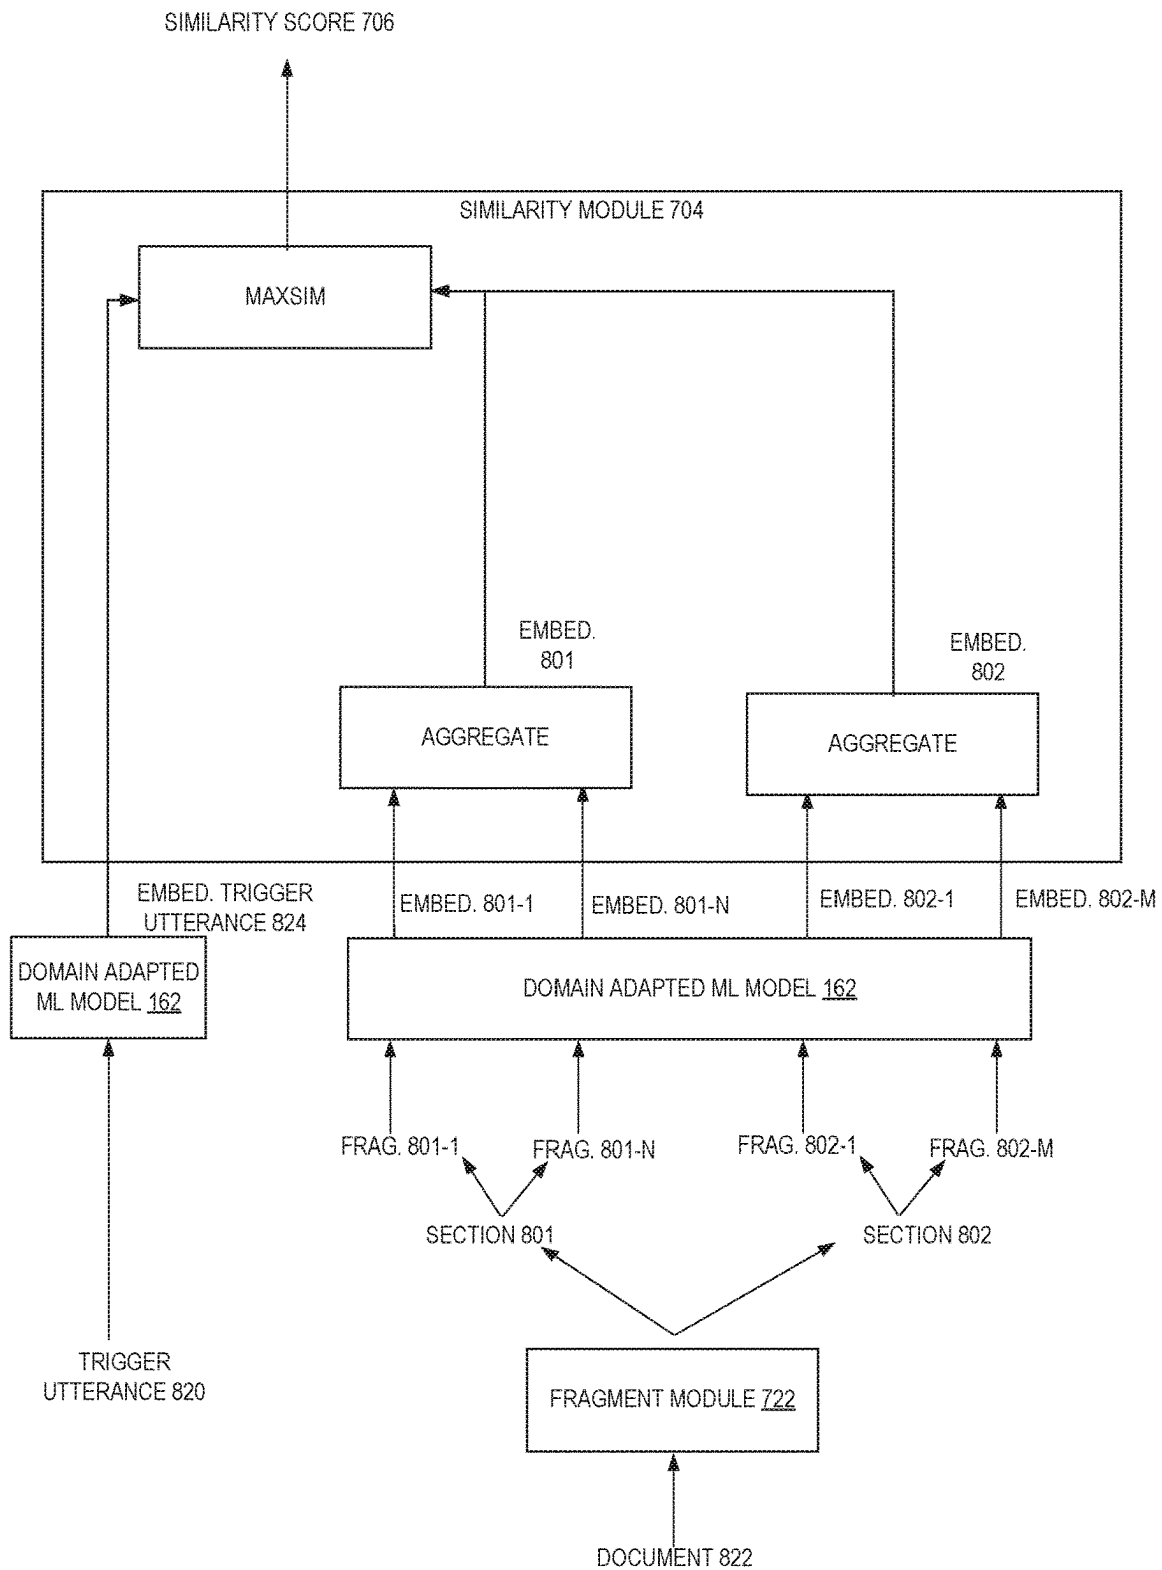 SIMILARITY SCORE 706
SIMILARITY MODULE 704
MAXSIM
EMBED.
801
EMBED.
802
AGGREGATE
AGGREGATE
EMBED. TRIGGER
UTTERANCE 824
EMBED. 801-1
EMBED. 801-N
EMBED. 802-1
EMBED. 802-M
DOMAIN ADAPTED
ML MODEL 162
DOMAIN ADAPTED ML MODEL 162
FRAG. 801-1
FRAG. 801-N
FRAG. 802-1
FRAG. 802-M
SECTION 801
SECTION 802
TRIGGER
UTTERANCE 820
FRAGMENT MODULE 722
DOCUMENT 822